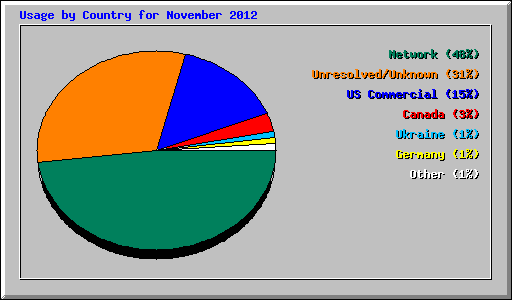 Usage by Country for November 2012
Network (48%)
Unresolved/Unknown (31%)
US Commercial (15%)
Canada (3%)
Ukraine (1%)
Germany (1%)
Other (1%)